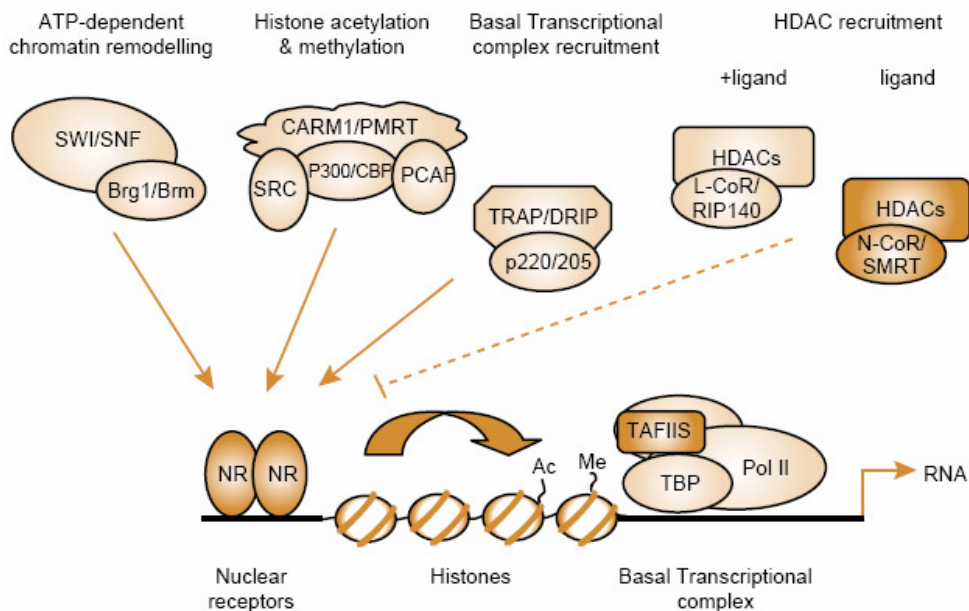 ATP-dependent
chromatin remodelling
Histone acetylation
& methylation
Basal Transcriptional
complex recruitment
HDAC recruitment
+ligand
ligand
SWI/SNF
Brg1/Brm
CARM1/PMRT
SRC
P300/CBP
PCAF
TRAP/DRIP
p220/205
HDACs
L-CoR/
RIP140
HDACs
N-CoR/
SMRT
NR
NR
Ac
Me
TAFIIS
TBP
Pol II
RNA
Nuclear
receptors
Histones
Basal Transcriptional
complex